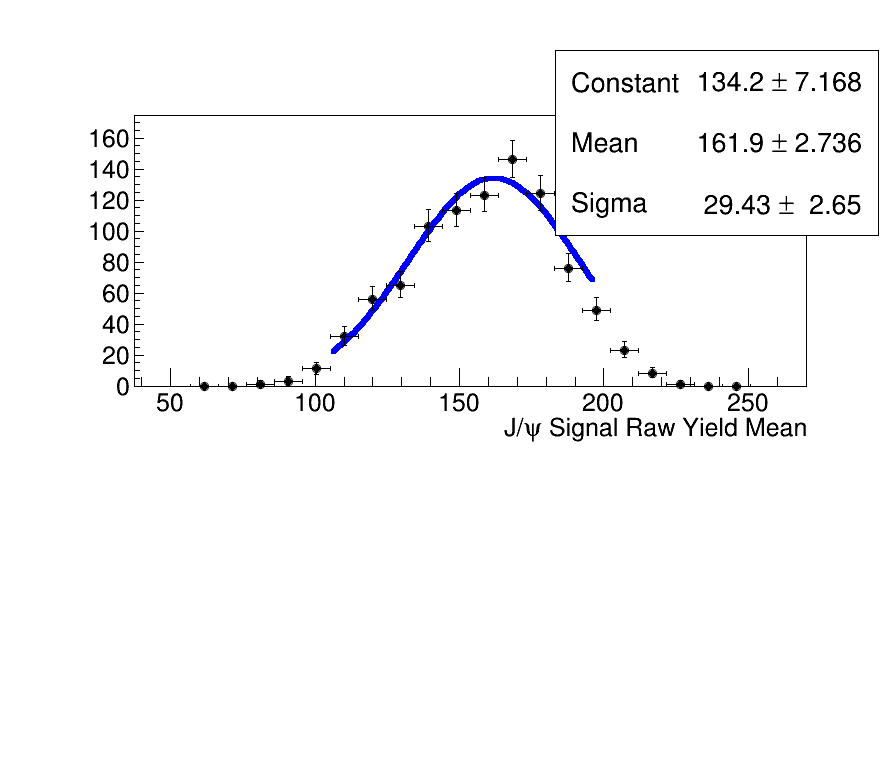 Constant 134.2 ± 7.168
Mean 161.9 ± 2.736
Sigma 29.43 ± 2.65
160
140
120
100
80
60
40
20
0
50 100 150 200 250
J/ψ Signal Raw Yield Mean